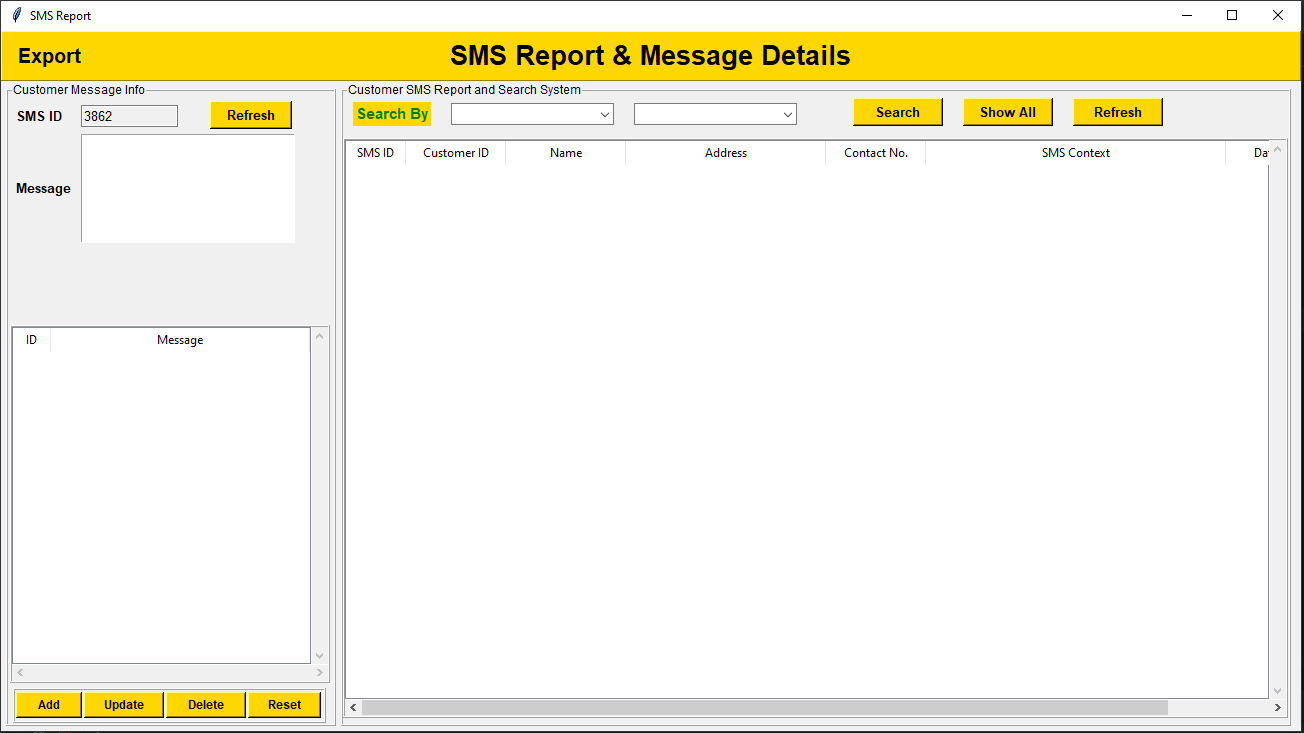 SMS Report
Export
SMS Report & Message Details
Customer Message Info
SMS ID
3862
Refresh
Message
ID
Message
Add
Update
Delete
Reset
Customer SMS Report and Search System
Search By
Search
Show All
Refresh
SMS ID
Customer ID
Name
Address
Contact No.
SMS Context